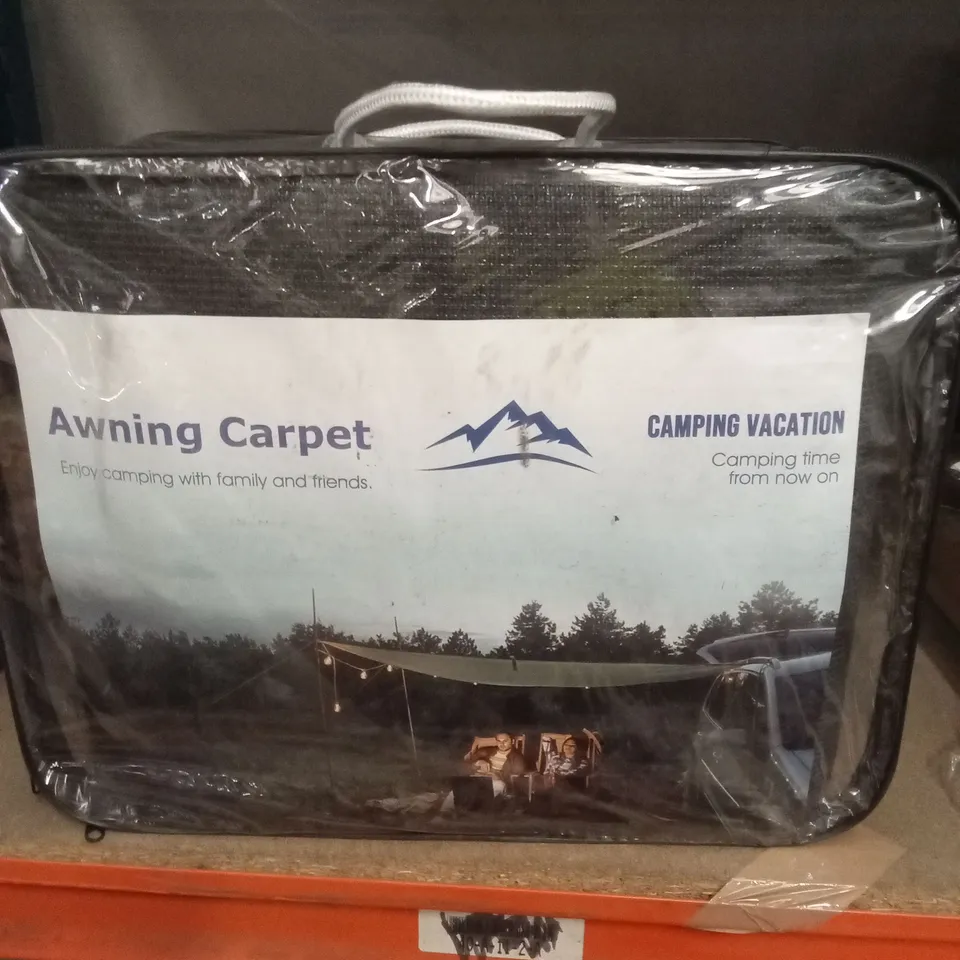 Awning Carpet
Enjoy camping with family and friends.
CAMPING VACATION
Camping time
from now on